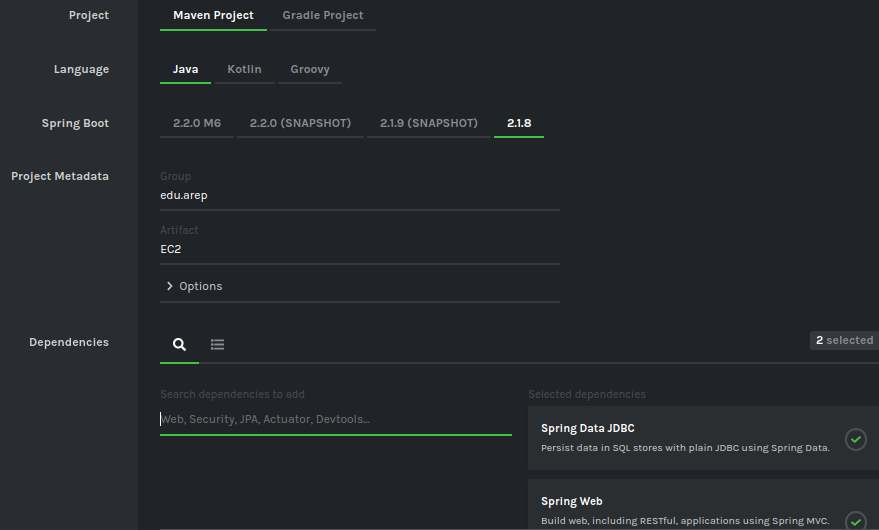 Project
Maven Project Gradle Project
Language
Java Kotlin Groovy
Spring Boot
2.2.0 M6 2.2.0 (SNAPSHOT) 2.1.9 (SNAPSHOT) 2.1.8
Project Metadata
Group
edu.arep
Artifact
EC2
Options
Dependencies
2 selected
Search dependencies to add
Web, Security, JPA, Actuator, Devtools...
Selected dependencies
Spring Data JDBC
Persist data in SQL stores with plain JDBC using Spring Data.
Spring Web
Build web, including RESTful, applications using Spring MVC.